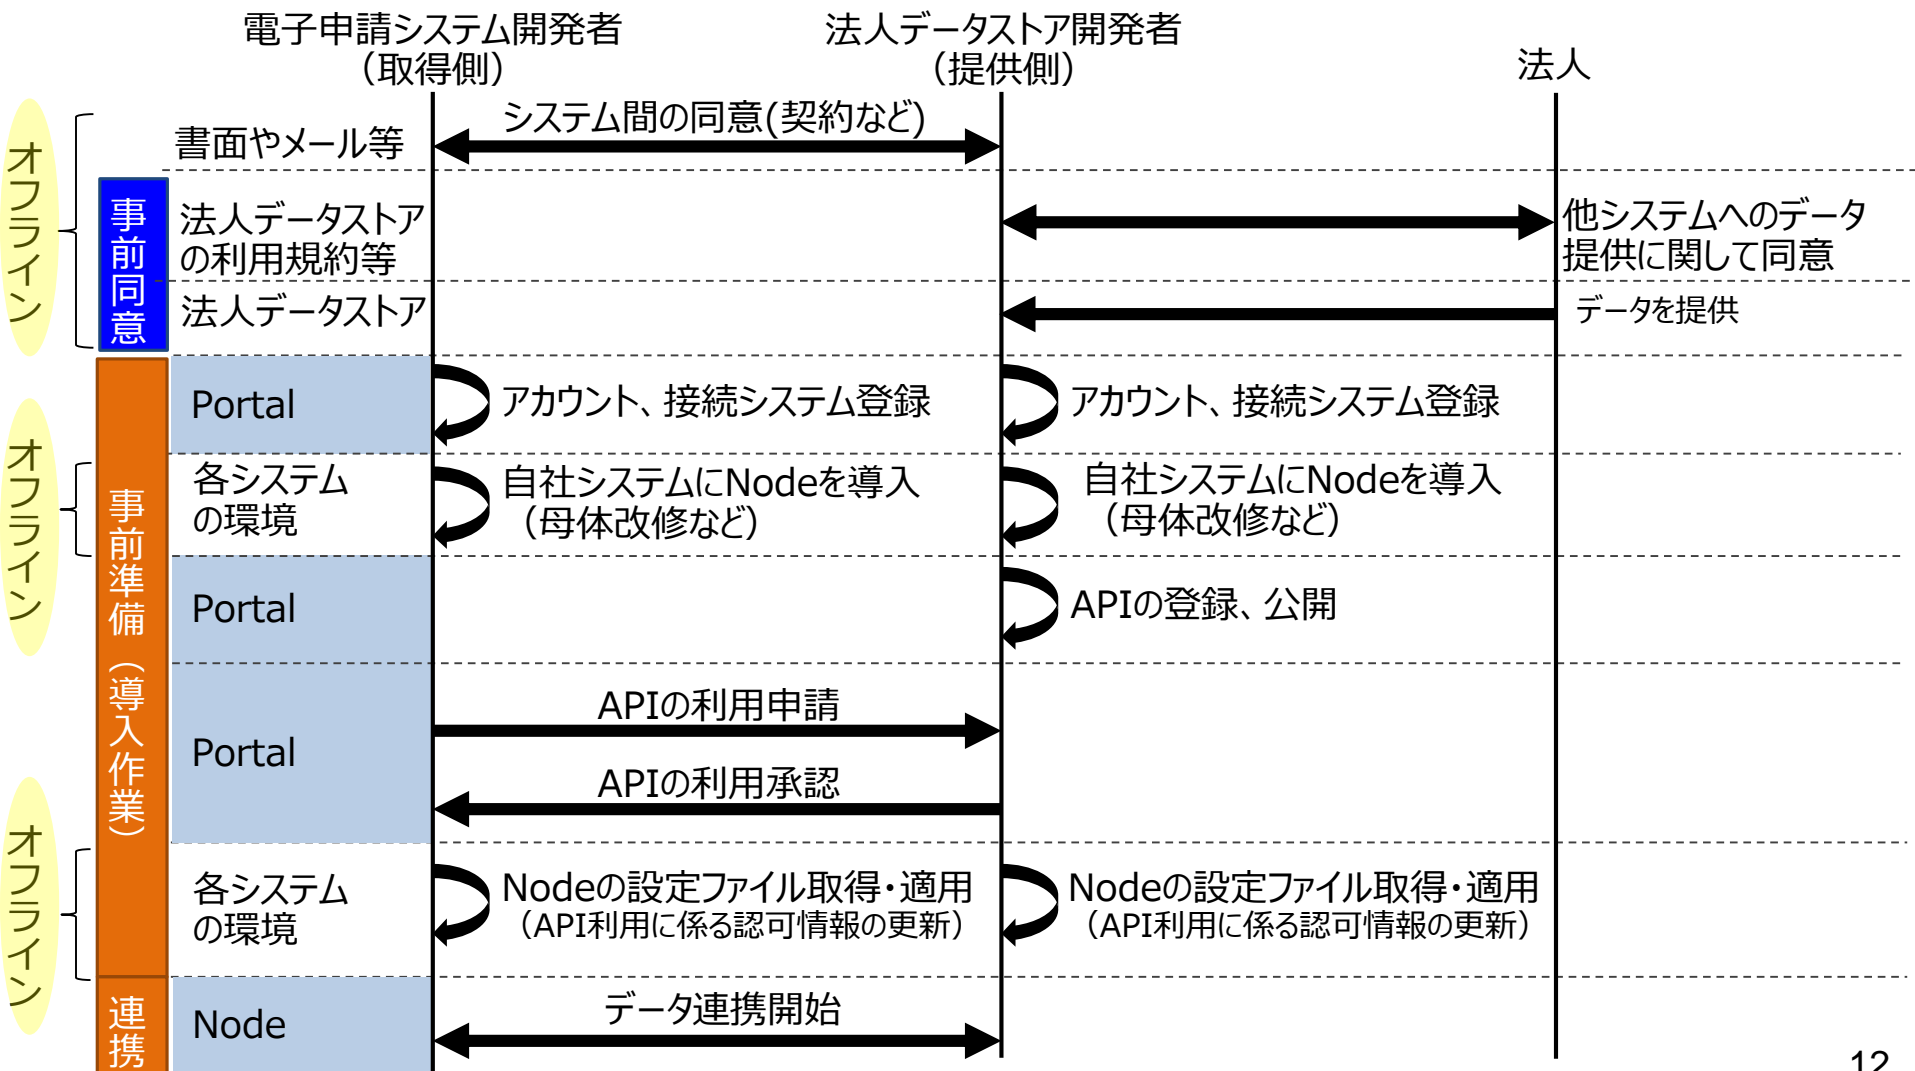 電子申請システム開発者
（取得側）
法人データストア開発者
（提供側）
法人
オフライン
書面やメール等
システム間の同意(契約など)
事前同意
法人データストア
の利用規約等
他システムへのデータ
提供に関して同意
法人データストア
データを提供
事前準備（導入作業）
Portal
アカウント、接続システム登録
アカウント、接続システム登録
オフライン
各システム
の環境
自社システムにNodeを導入
（母体改修など）
自社システムにNodeを導入
（母体改修など）
Portal
APIの登録、公開
Portal
APIの利用申請
APIの利用承認
オフライン
各システム
の環境
Nodeの設定ファイル取得・適用
（API利用に係る認可情報の更新）
Nodeの設定ファイル取得・適用
（API利用に係る認可情報の更新）
連携
Node
データ連携開始
12